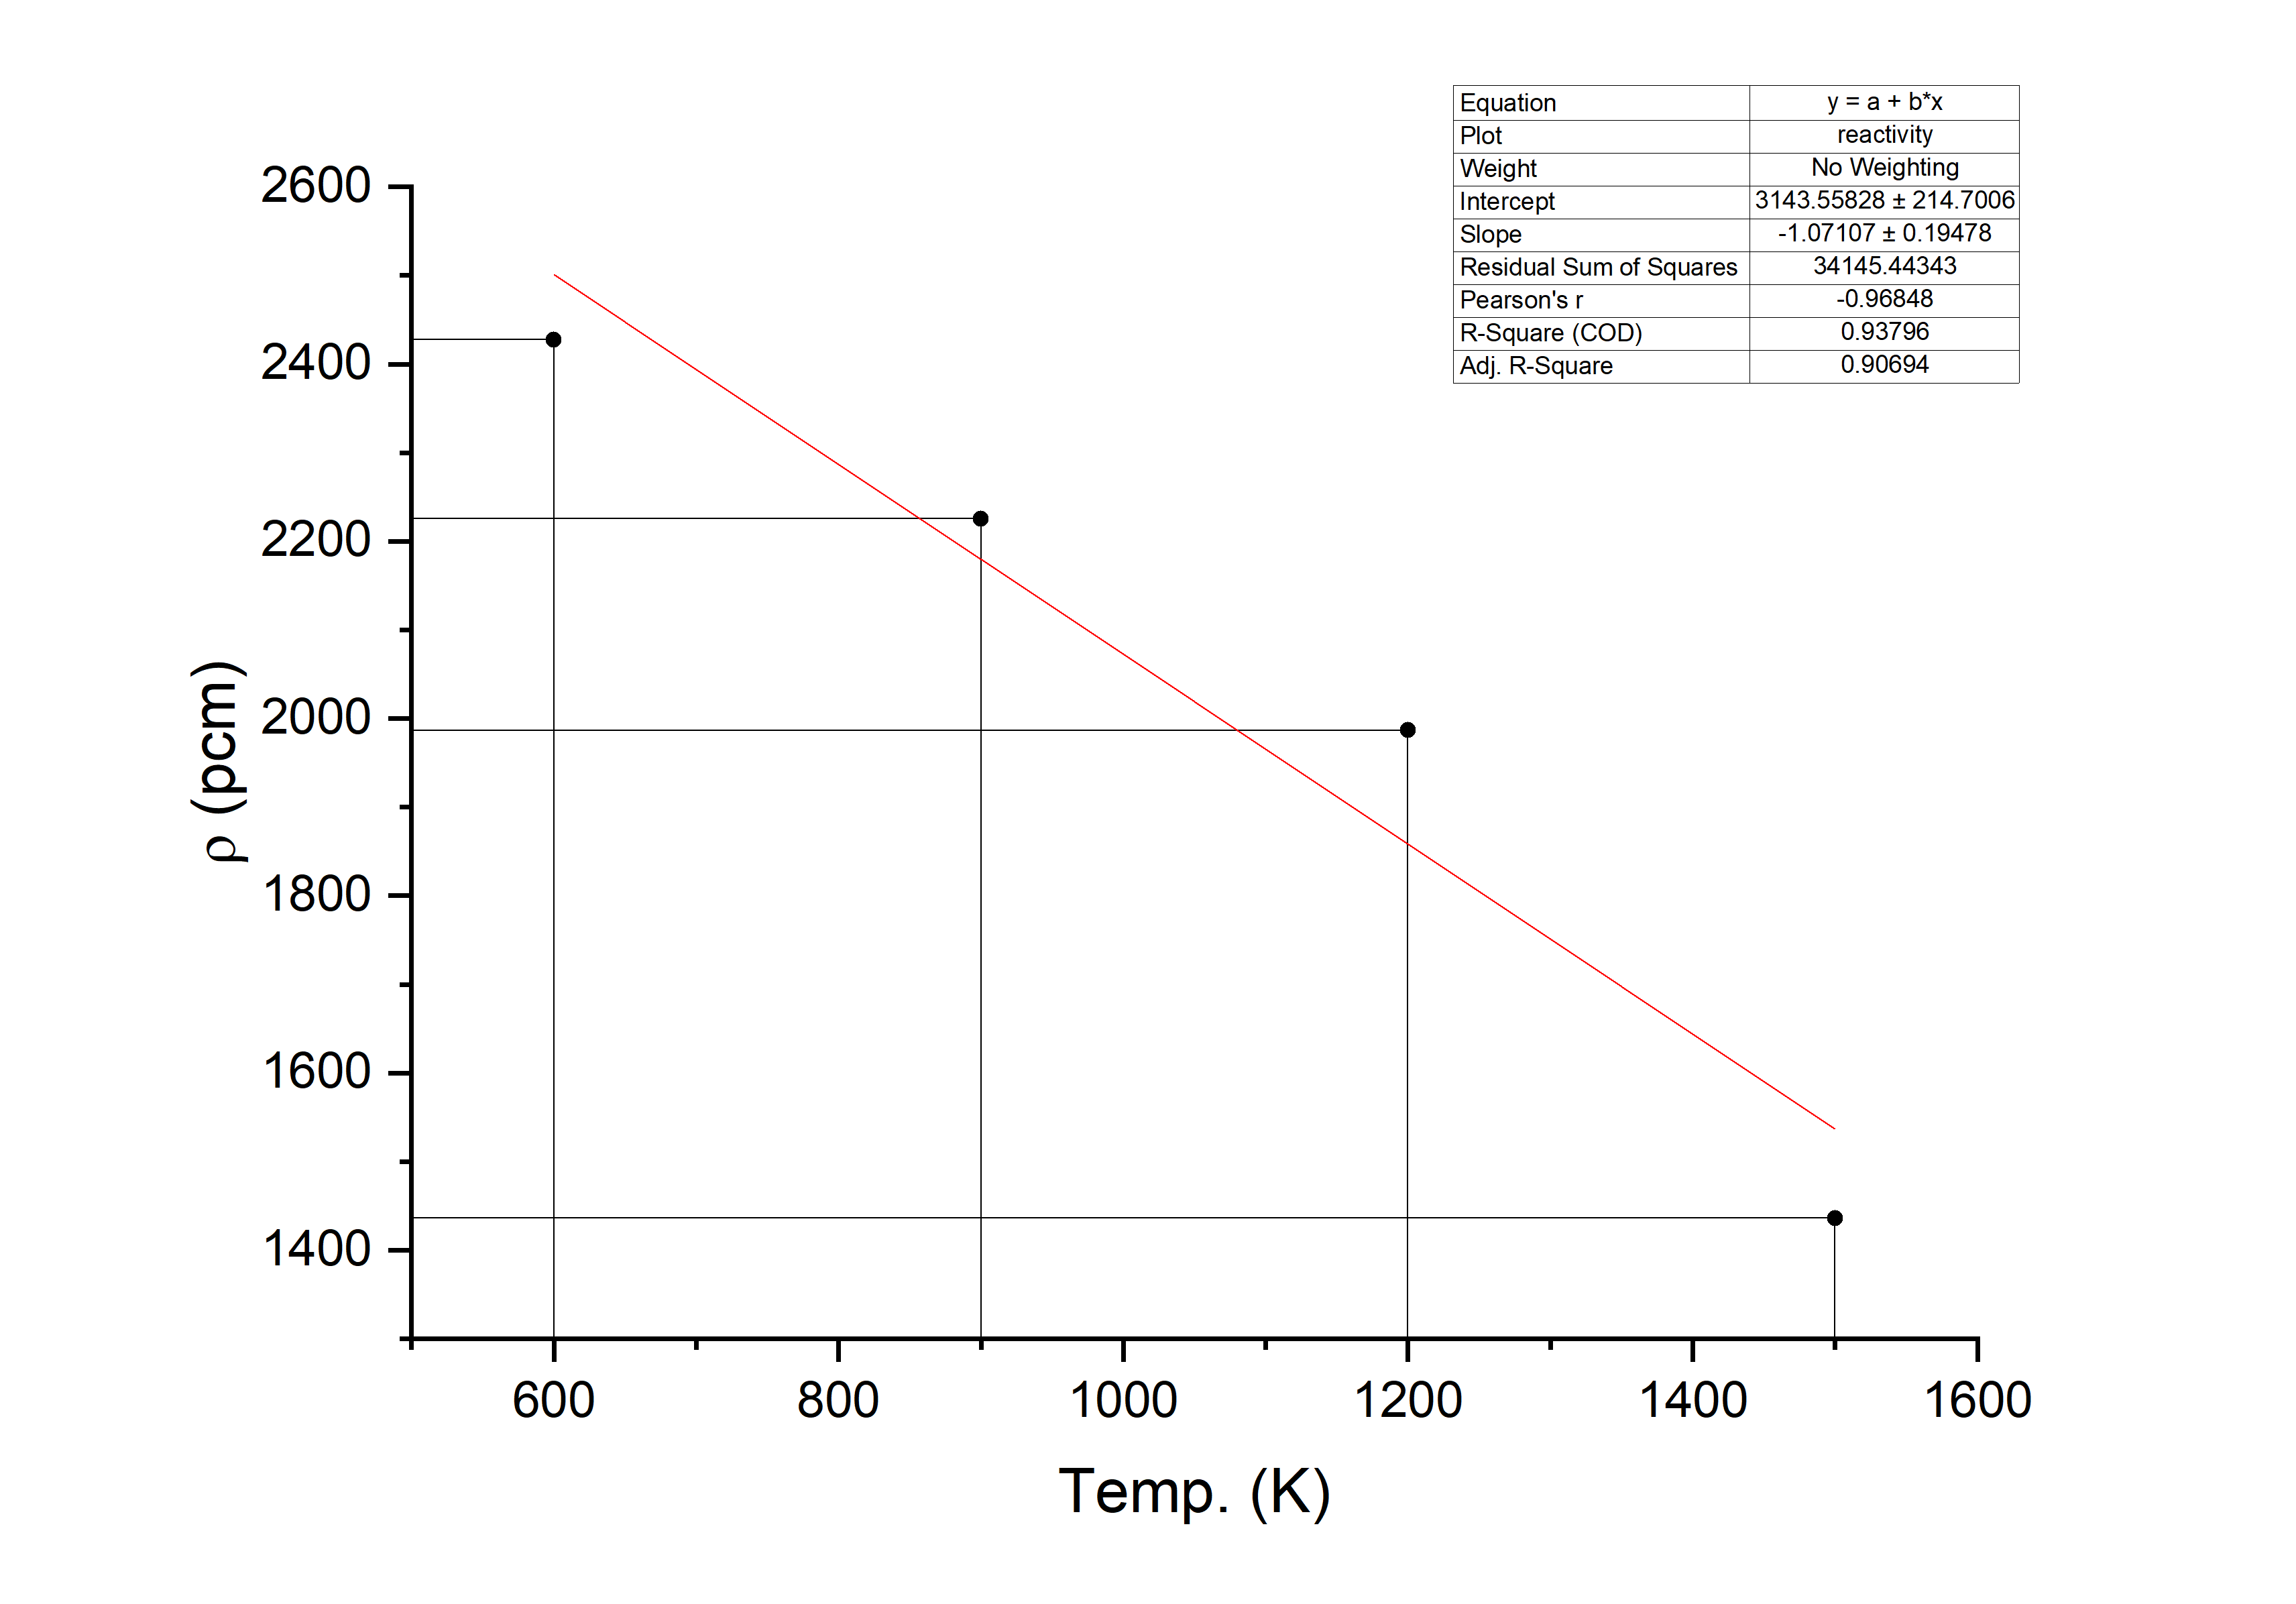 Equation y = a + b*x
Plot reactivity
Weight No Weighting
Intercept 3143.55828 ± 214.7006
Slope -1.07107 ± 0.19478
Residual Sum of Squares 34145.44343
Pearson's r -0.96848
R-Square (COD) 0.93796
Adj. R-Square 0.90694
2600
2400
2200
2000
1800
1600
1400
ρ (pcm)
600 800 1000 1200 1400 1600
Temp. (K)